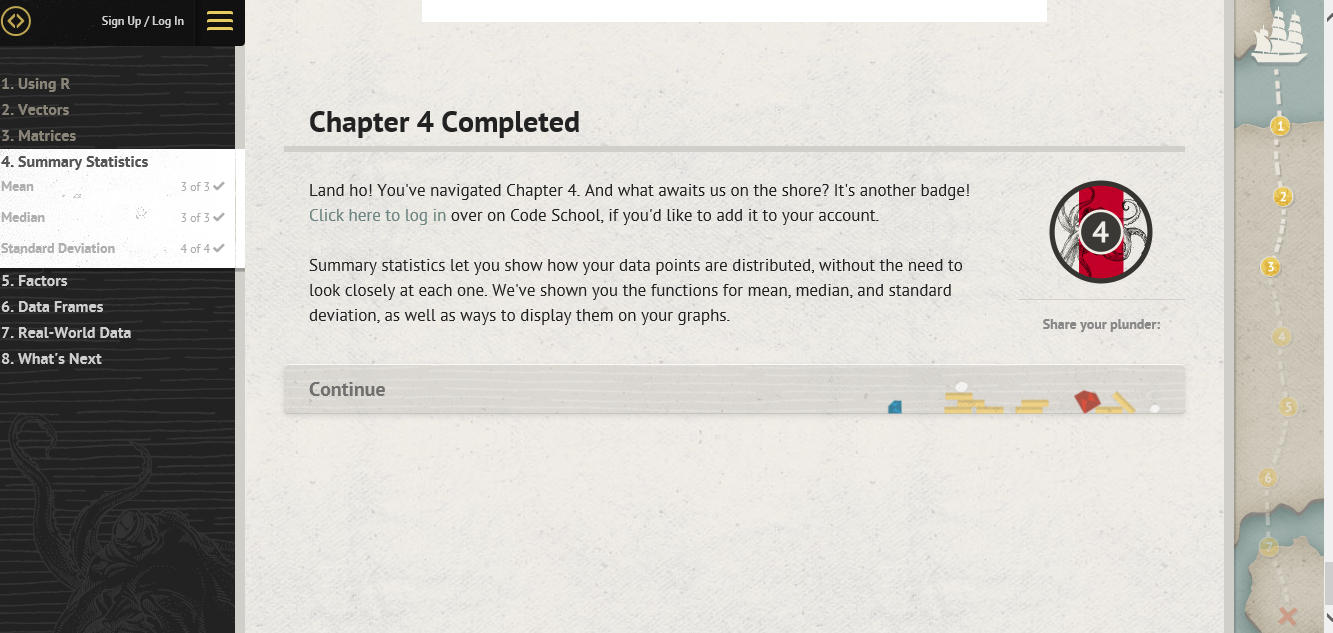 Sign Up / Log In
1. Using R
2. Vectors
3. Matrices
4. Summary Statistics
Mean 3 of 3
Median 3 of 3
Standard Deviation 4 of 4
5. Factors
6. Data Frames
7. Real-World Data
8. What's Next
Chapter 4 Completed
Land ho! You've navigated Chapter 4. And what awaits us on the shore? It's another badge!
Click here to log in over on Code School, if you'd like to add it to your account.
Summary statistics let you show how your data points are distributed, without the need to
look closely at each one. We've shown you the functions for mean, median, and standard
deviation, as well as ways to display them on your graphs.
4
Share your plunder:
Continue
1
2
3
4
5
6
7